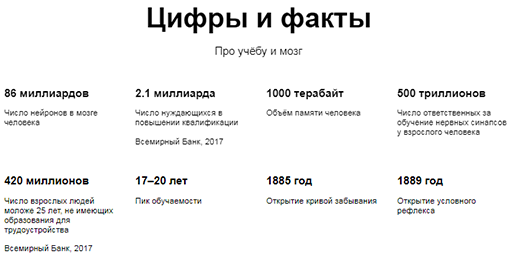 Цифры и факты
Про учёбу и мозг
86 миллиардов
Число нейронов в мозге
человека
2.1 миллиарда
Число нуждающихся в
повышении квалификации
Всемирный Банк, 2017
1000 терабайт
Объём памяти человека
500 триллионов
Число ответственных за
обучение нервных синапсов
у взрослого человека
420 миллионов
Число взрослых людей
моложе 25 лет, не имеющих
образования для
трудоустройства
Всемирный Банк, 2017
17–20 лет
Пик обучаемости
1885 год
Открытие кривой забывания
1889 год
Открытие условного
рефлекса